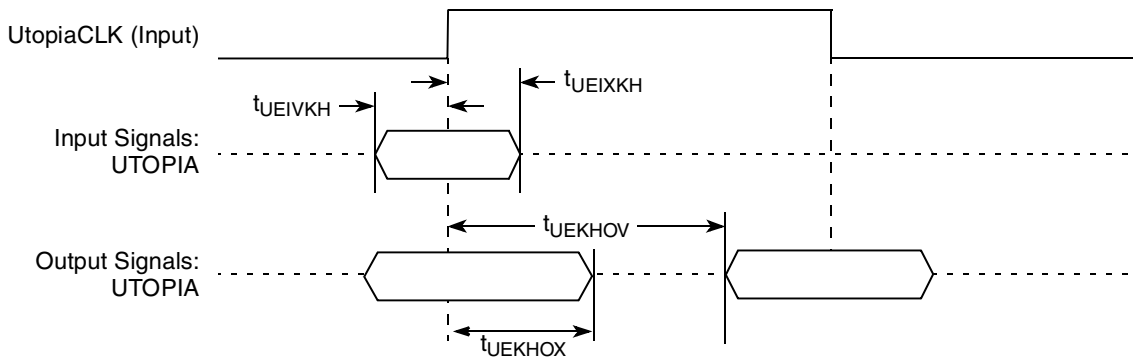 UtopiaCLK (Input)
tUEIXKH
tUEIVKH
Input Signals:
UTOPIA
tUEKHOV
Output Signals:
UTOPIA
tUEKHOX